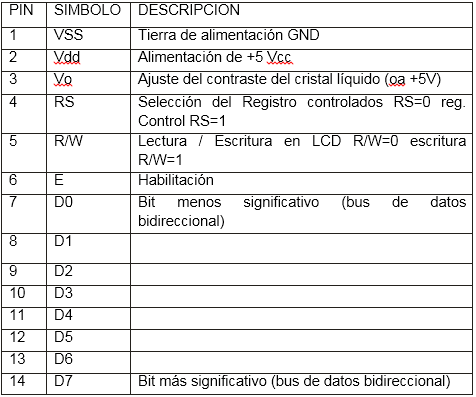 PIN SIMBOLO DESCRIPCION
1 VSS Tierra de alimentación GND
2 Vdd Alimentación de +5 Vcc
3 Vo Ajuste del contraste del cristal líquido (oa +5V)
4 RS Selección del Registro controlados RS=0 reg.
Control RS=1
5 R/W Lectura / Escritura en LCD R/W=0 escritura
R/W=1
6 E Habilitación
7 D0 Bit menos significativo (bus de datos
bidireccional)
8 D1
9 D2
10 D3
11 D4
12 D5
13 D6
14 D7 Bit más significativo (bus de datos bidireccional)